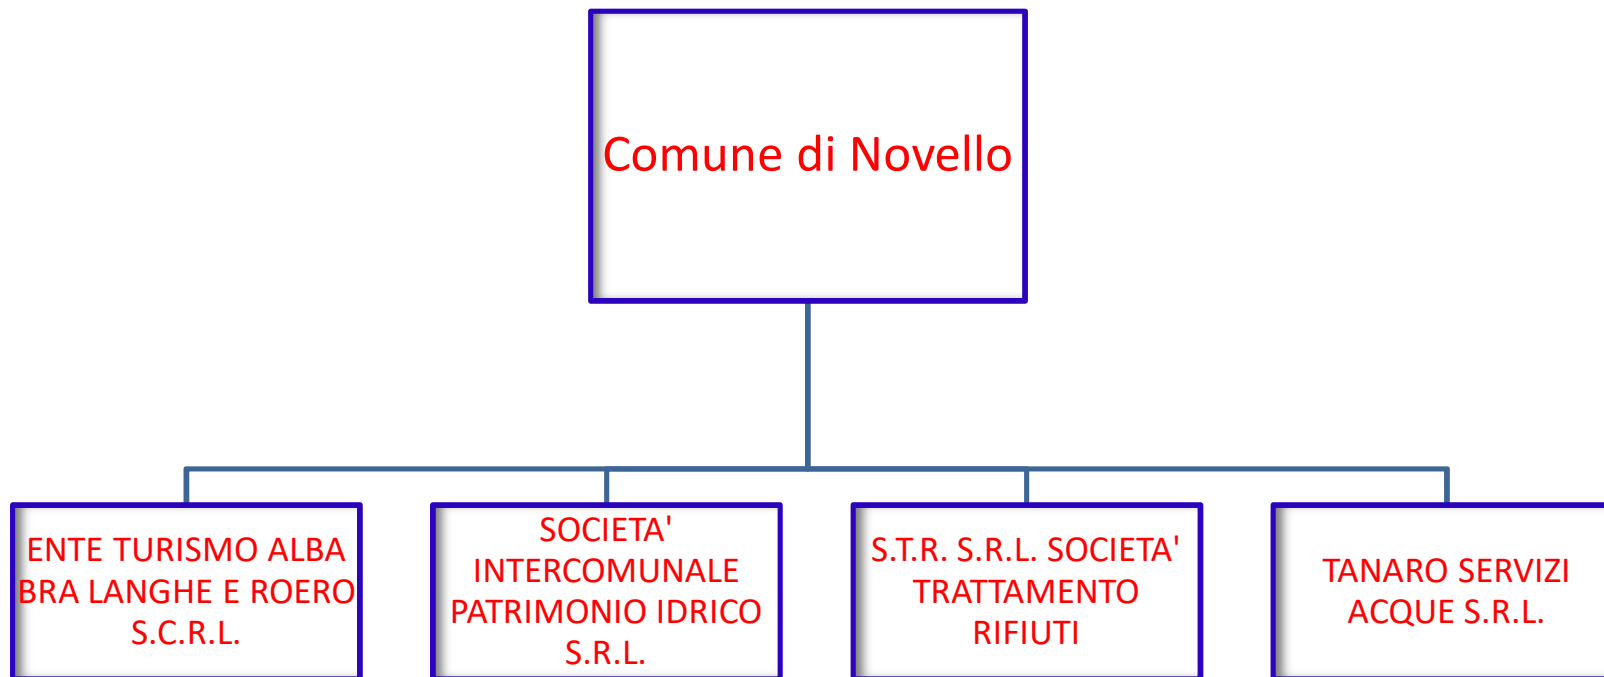 Comune di Novello
ENTE TURISMO ALBA
BRA LANGHE E ROERO
S.C.R.L.
SOCIETA'
INTERCOMUNALE
PATRIMONIO IDRICO
S.R.L.
S.T.R. S.R.L. SOCIETA'
TRATTAMENTO
RIFIUTI
TANARO SERVIZI
ACQUE S.R.L.